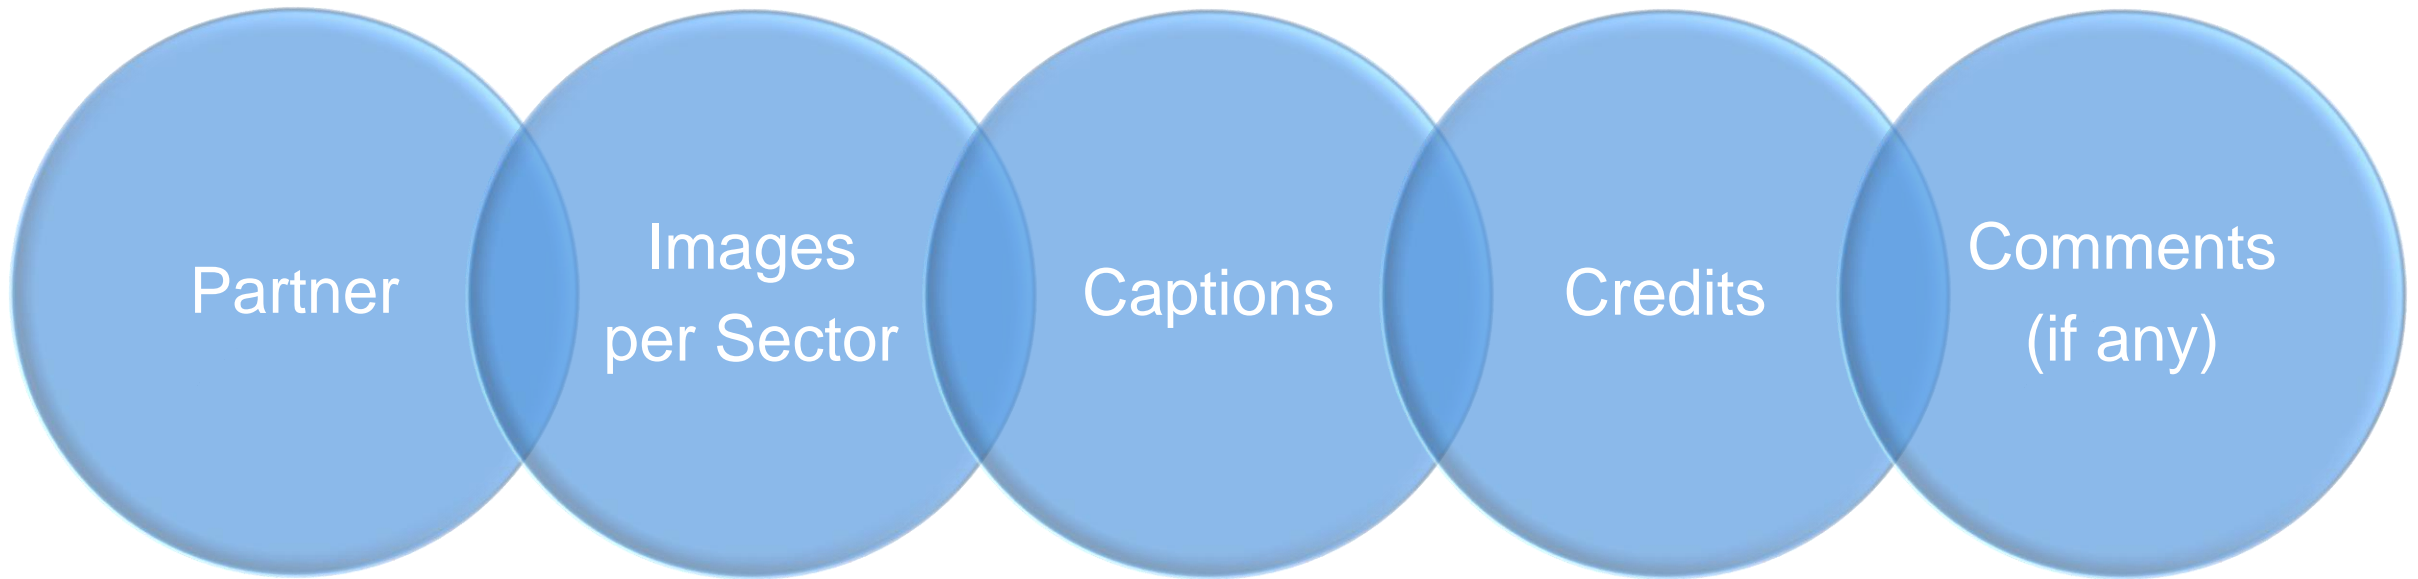 Partner
Images
per Sector
Captions
Credits
Comments
(if any)